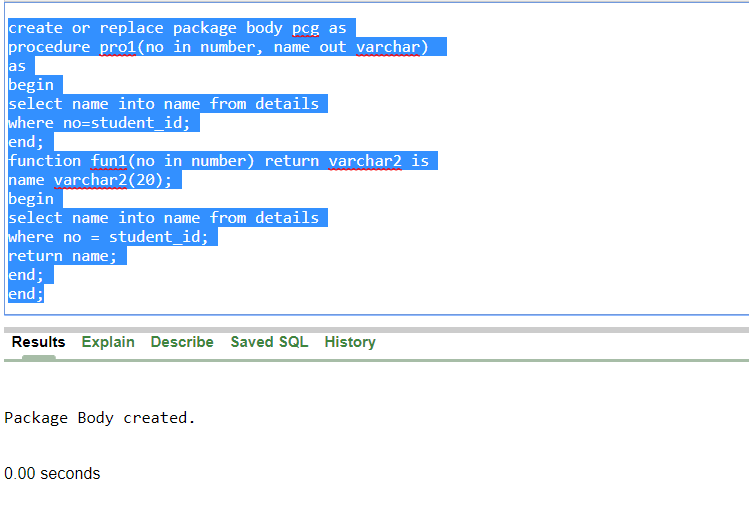 create or replace package body pcg as
procedure pro1(no in number, name out varchar)
as
begin
select name into name from details
where no=student_id;
end;
function fun1(no in number) return varchar2 is
name varchar2(20);
begin
select name into name from details
where no = student_id;
return name;
end;
end;
Results Explain Describe Saved SQL History
Package Body created.
0.00 seconds